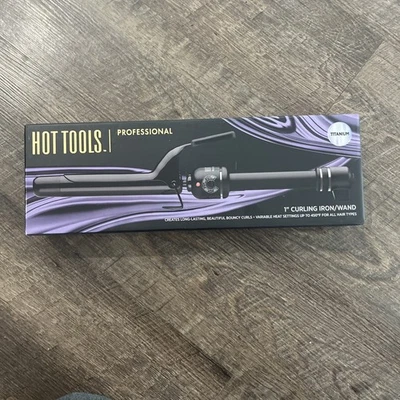 HOT TOOLS™ | PROFESSIONAL
TITANIUM
1" CURLING IRON/WAND
CREATES LONG-LASTING, BEAUTIFUL BOUNCY CURLS • VARIABLE HEAT SETTINGS UP TO 450°F FOR ALL HAIR TYPES